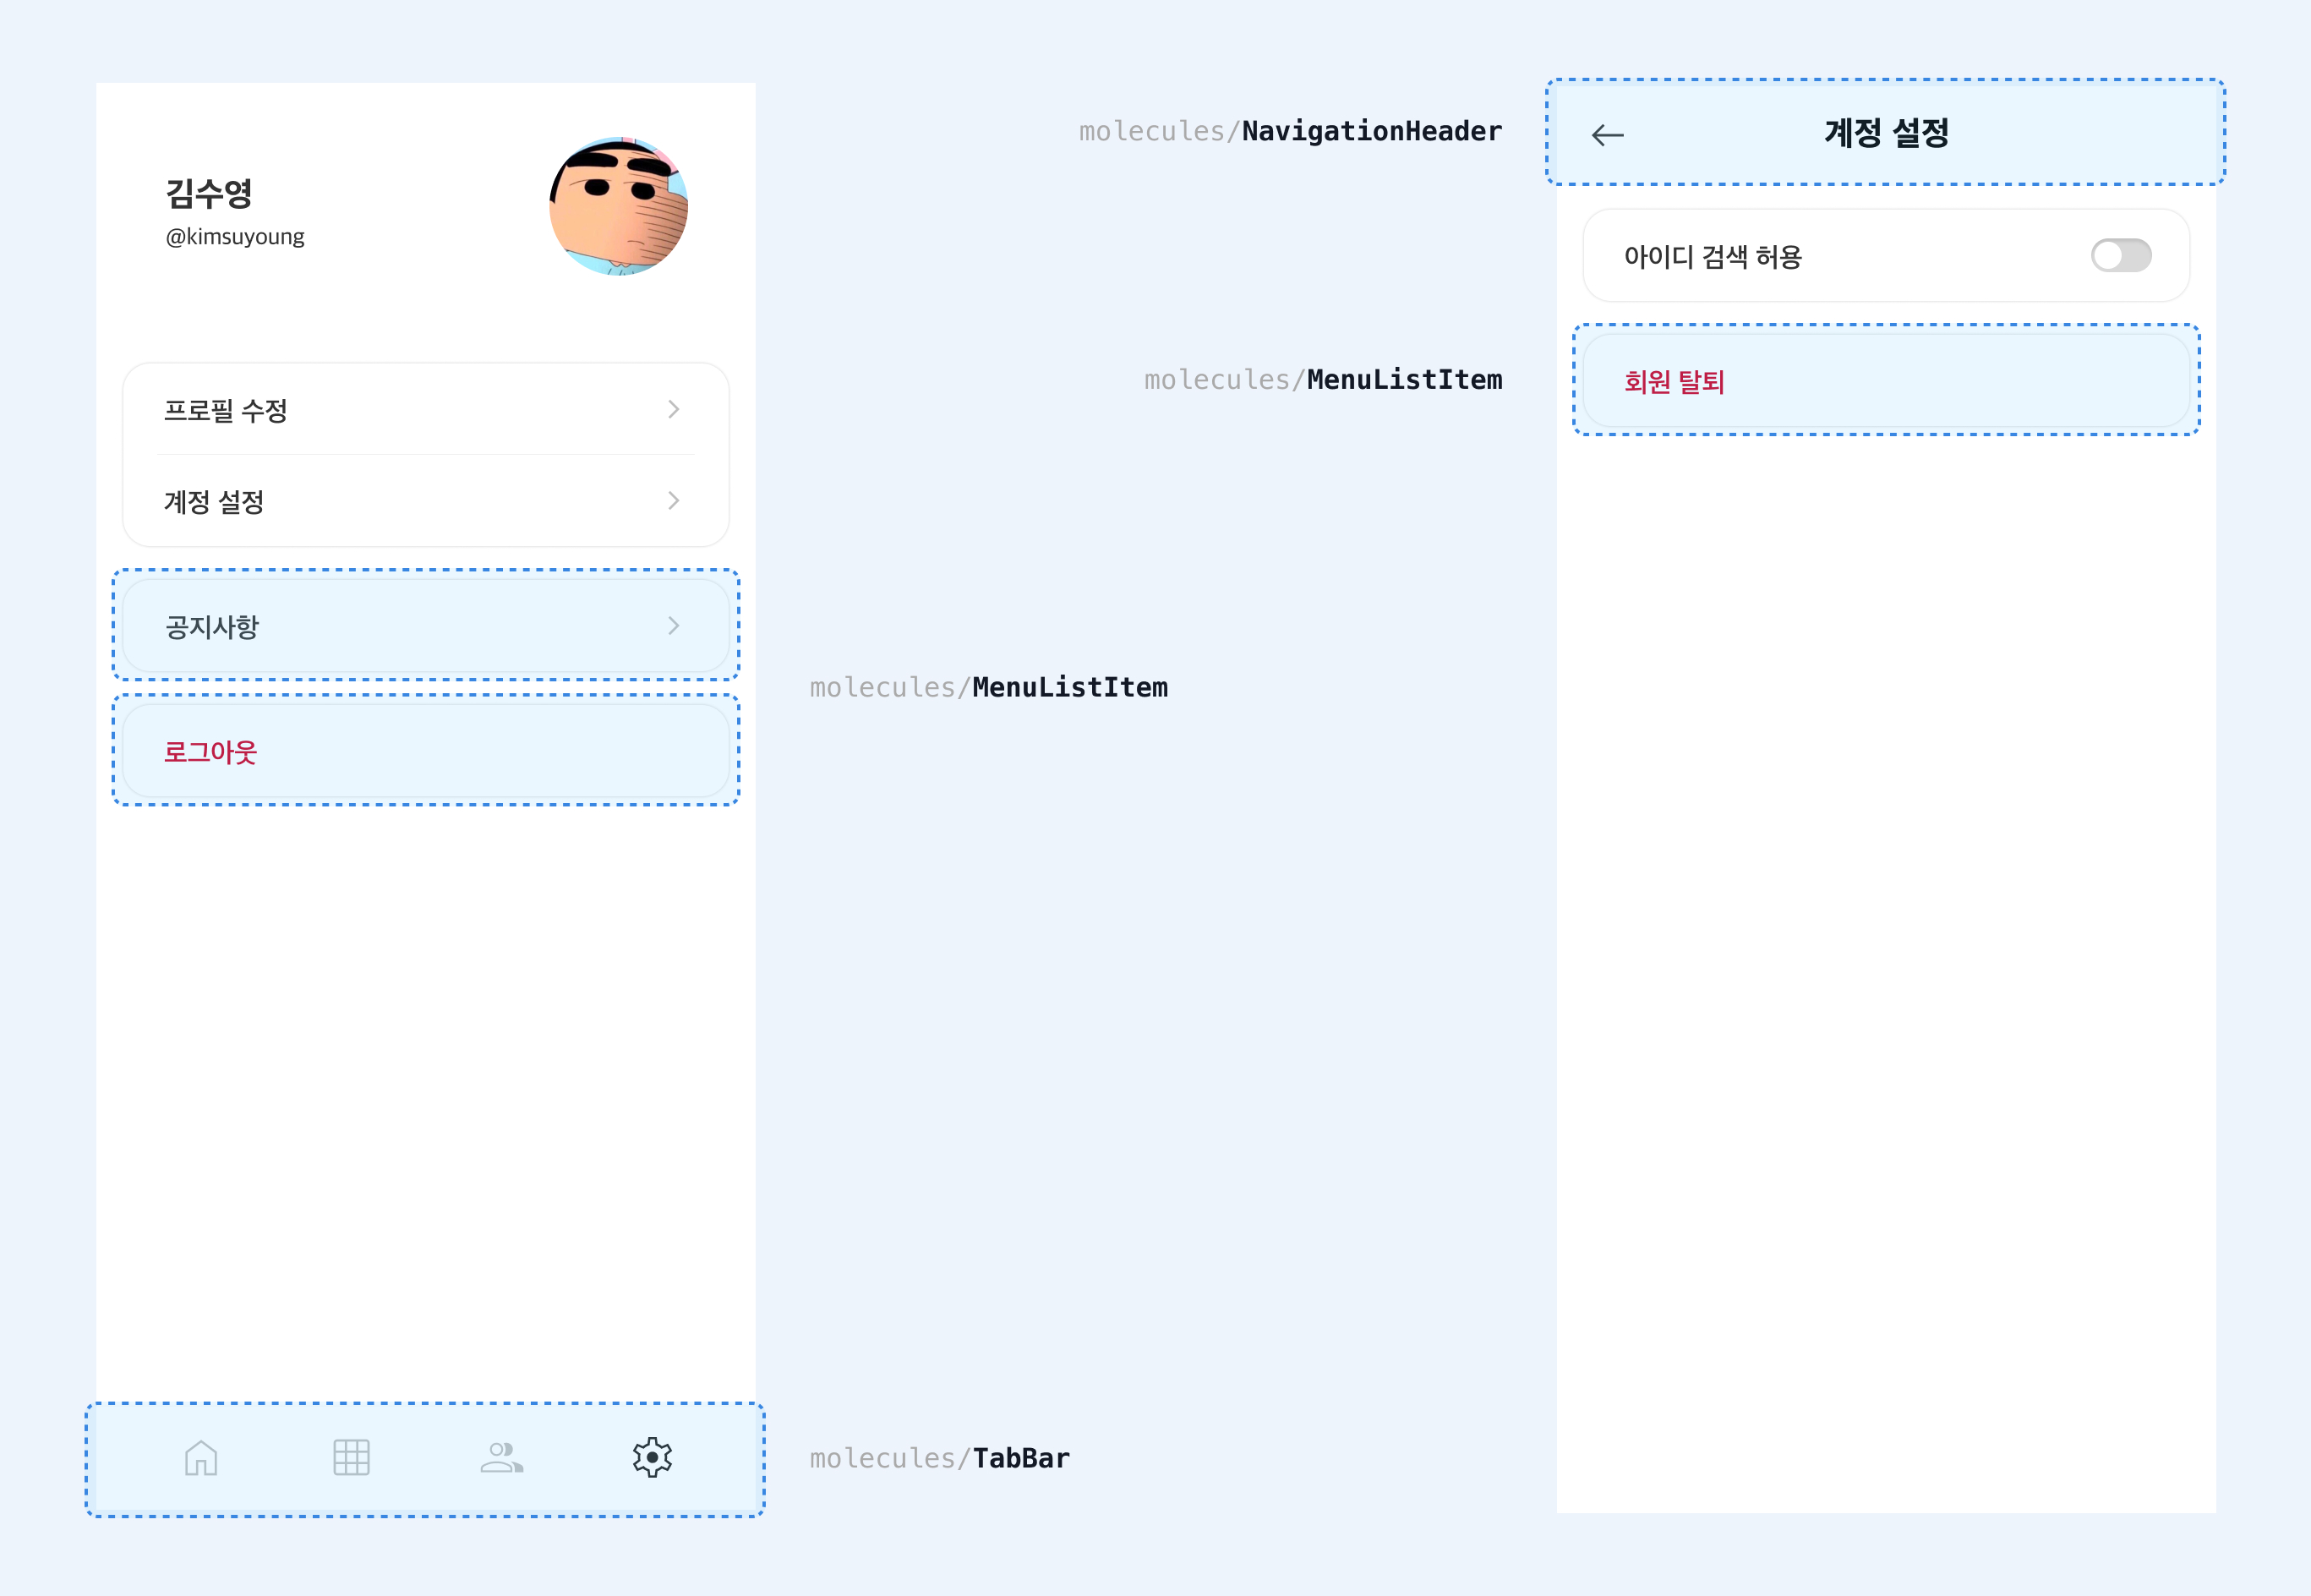 김수영
@kimsuyoung
프로필 수정
계정 설정
공지사항
로그아웃
molecules/NavigationHeader
molecules/MenuListItem
molecules/MenuListItem
molecules/TabBar
계정 설정
아이디 검색 허용
회원 탈퇴